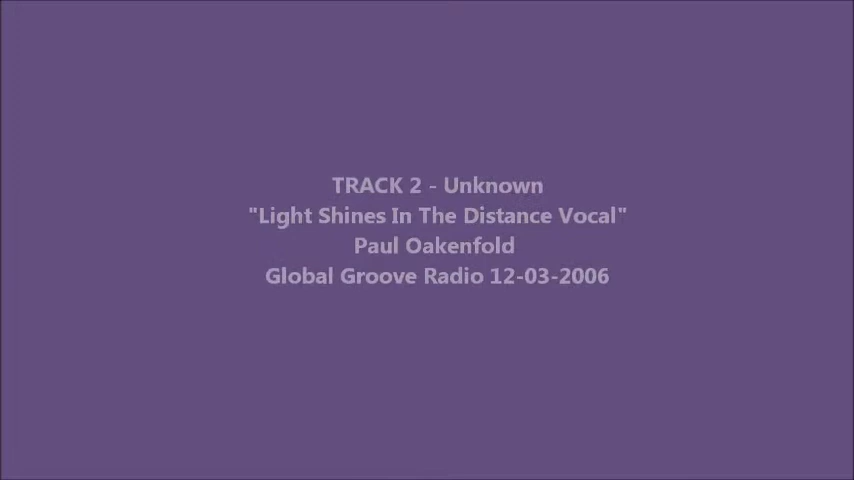 TRACK 2 - Unknown
"Light Shines In The Distance Vocal"
Paul Oakenfold
Global Groove Radio 12-03-2006